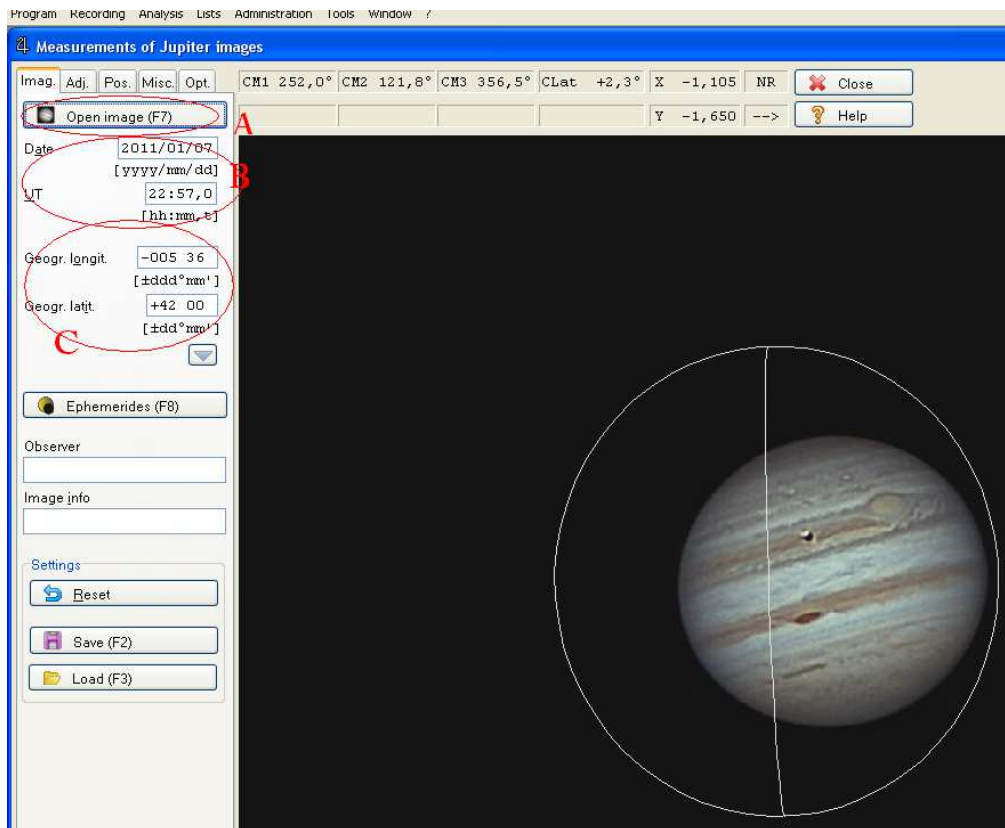 Program Recording Analysis Lists Administration Tools Window ?
Measurements of Jupiter images
Imag. Adj. Pos. Misc. Opt. CM1 252,0° CM2 121,8° CM3 356,5° CLat +2,3° X -1,105 NR Close
Open image (F7) A Y -1,650 --> Help
Date 2011/01/07
[yyyy/mm/dd] B
UT 22:57,0
[hh:mm,t]
Geogr. longit. -005 36
[±ddd°mm']
Geogr. latit. +42 00
[±dd°mm']
C
Ephemerides (F8)
Observer
Image info
Settings
Reset
Save (F2)
Load (F3)